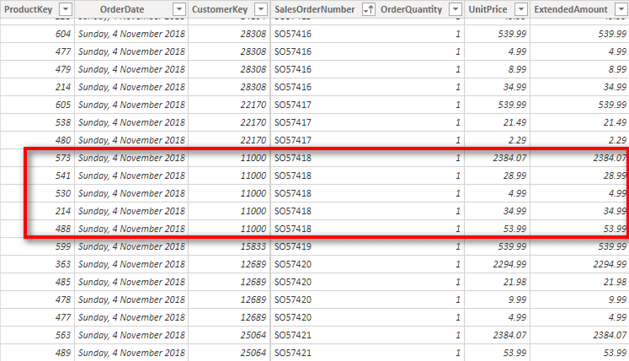 ProductKey OrderDate CustomerKey SalesOrderNumber OrderQuantity UnitPrice ExtendedAmount
604 Sunday, 4 November 2018 28308 SO57416 1 539.99 539.99
477 Sunday, 4 November 2018 28308 SO57416 1 4.99 4.99
479 Sunday, 4 November 2018 28308 SO57416 1 8.99 8.99
214 Sunday, 4 November 2018 28308 SO57416 1 34.99 34.99
605 Sunday, 4 November 2018 22170 SO57417 1 539.99 539.99
538 Sunday, 4 November 2018 22170 SO57417 1 21.49 21.49
480 Sunday, 4 November 2018 22170 SO57417 1 2.29 2.29
573 Sunday, 4 November 2018 11000 SO57418 1 2384.07 2384.07
541 Sunday, 4 November 2018 11000 SO57418 1 28.99 28.99
530 Sunday, 4 November 2018 11000 SO57418 1 4.99 4.99
214 Sunday, 4 November 2018 11000 SO57418 1 34.99 34.99
488 Sunday, 4 November 2018 11000 SO57418 1 53.99 53.99
599 Sunday, 4 November 2018 15833 SO57419 1 539.99 539.99
363 Sunday, 4 November 2018 12689 SO57420 1 2294.99 2294.99
485 Sunday, 4 November 2018 12689 SO57420 1 21.98 21.98
478 Sunday, 4 November 2018 12689 SO57420 1 9.99 9.99
477 Sunday, 4 November 2018 12689 SO57420 1 4.99 4.99
563 Sunday, 4 November 2018 25064 SO57421 1 2384.07 2384.07
489 Sunday, 4 November 2018 25064 SO57421 1 53.99 53.99